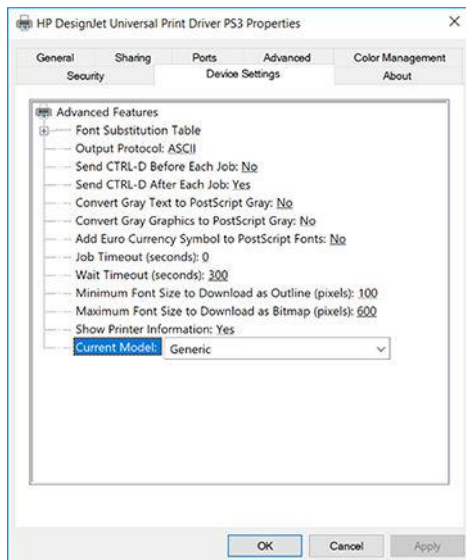 HP DesignJet Universal Print Driver PS3 Properties
General Sharing Ports Advanced Color Management
Security Device Settings About
Advanced Features
Font Substitution Table
Output Protocol: ASCII
Send CTRL-D Before Each Job: No
Send CTRL-D After Each Job: Yes
Convert Gray Text to PostScript Gray: No
Convert Gray Graphics to PostScript Gray: No
Add Euro Currency Symbol to PostScript Fonts: No
Job Timeout (seconds): 0
Wait Timeout (seconds): 300
Minimum Font Size to Download as Outline (pixels): 100
Maximum Font Size to Download as Bitmap (pixels): 600
Show Printer Information: Yes
Current Model: Generic
OK Cancel Apply